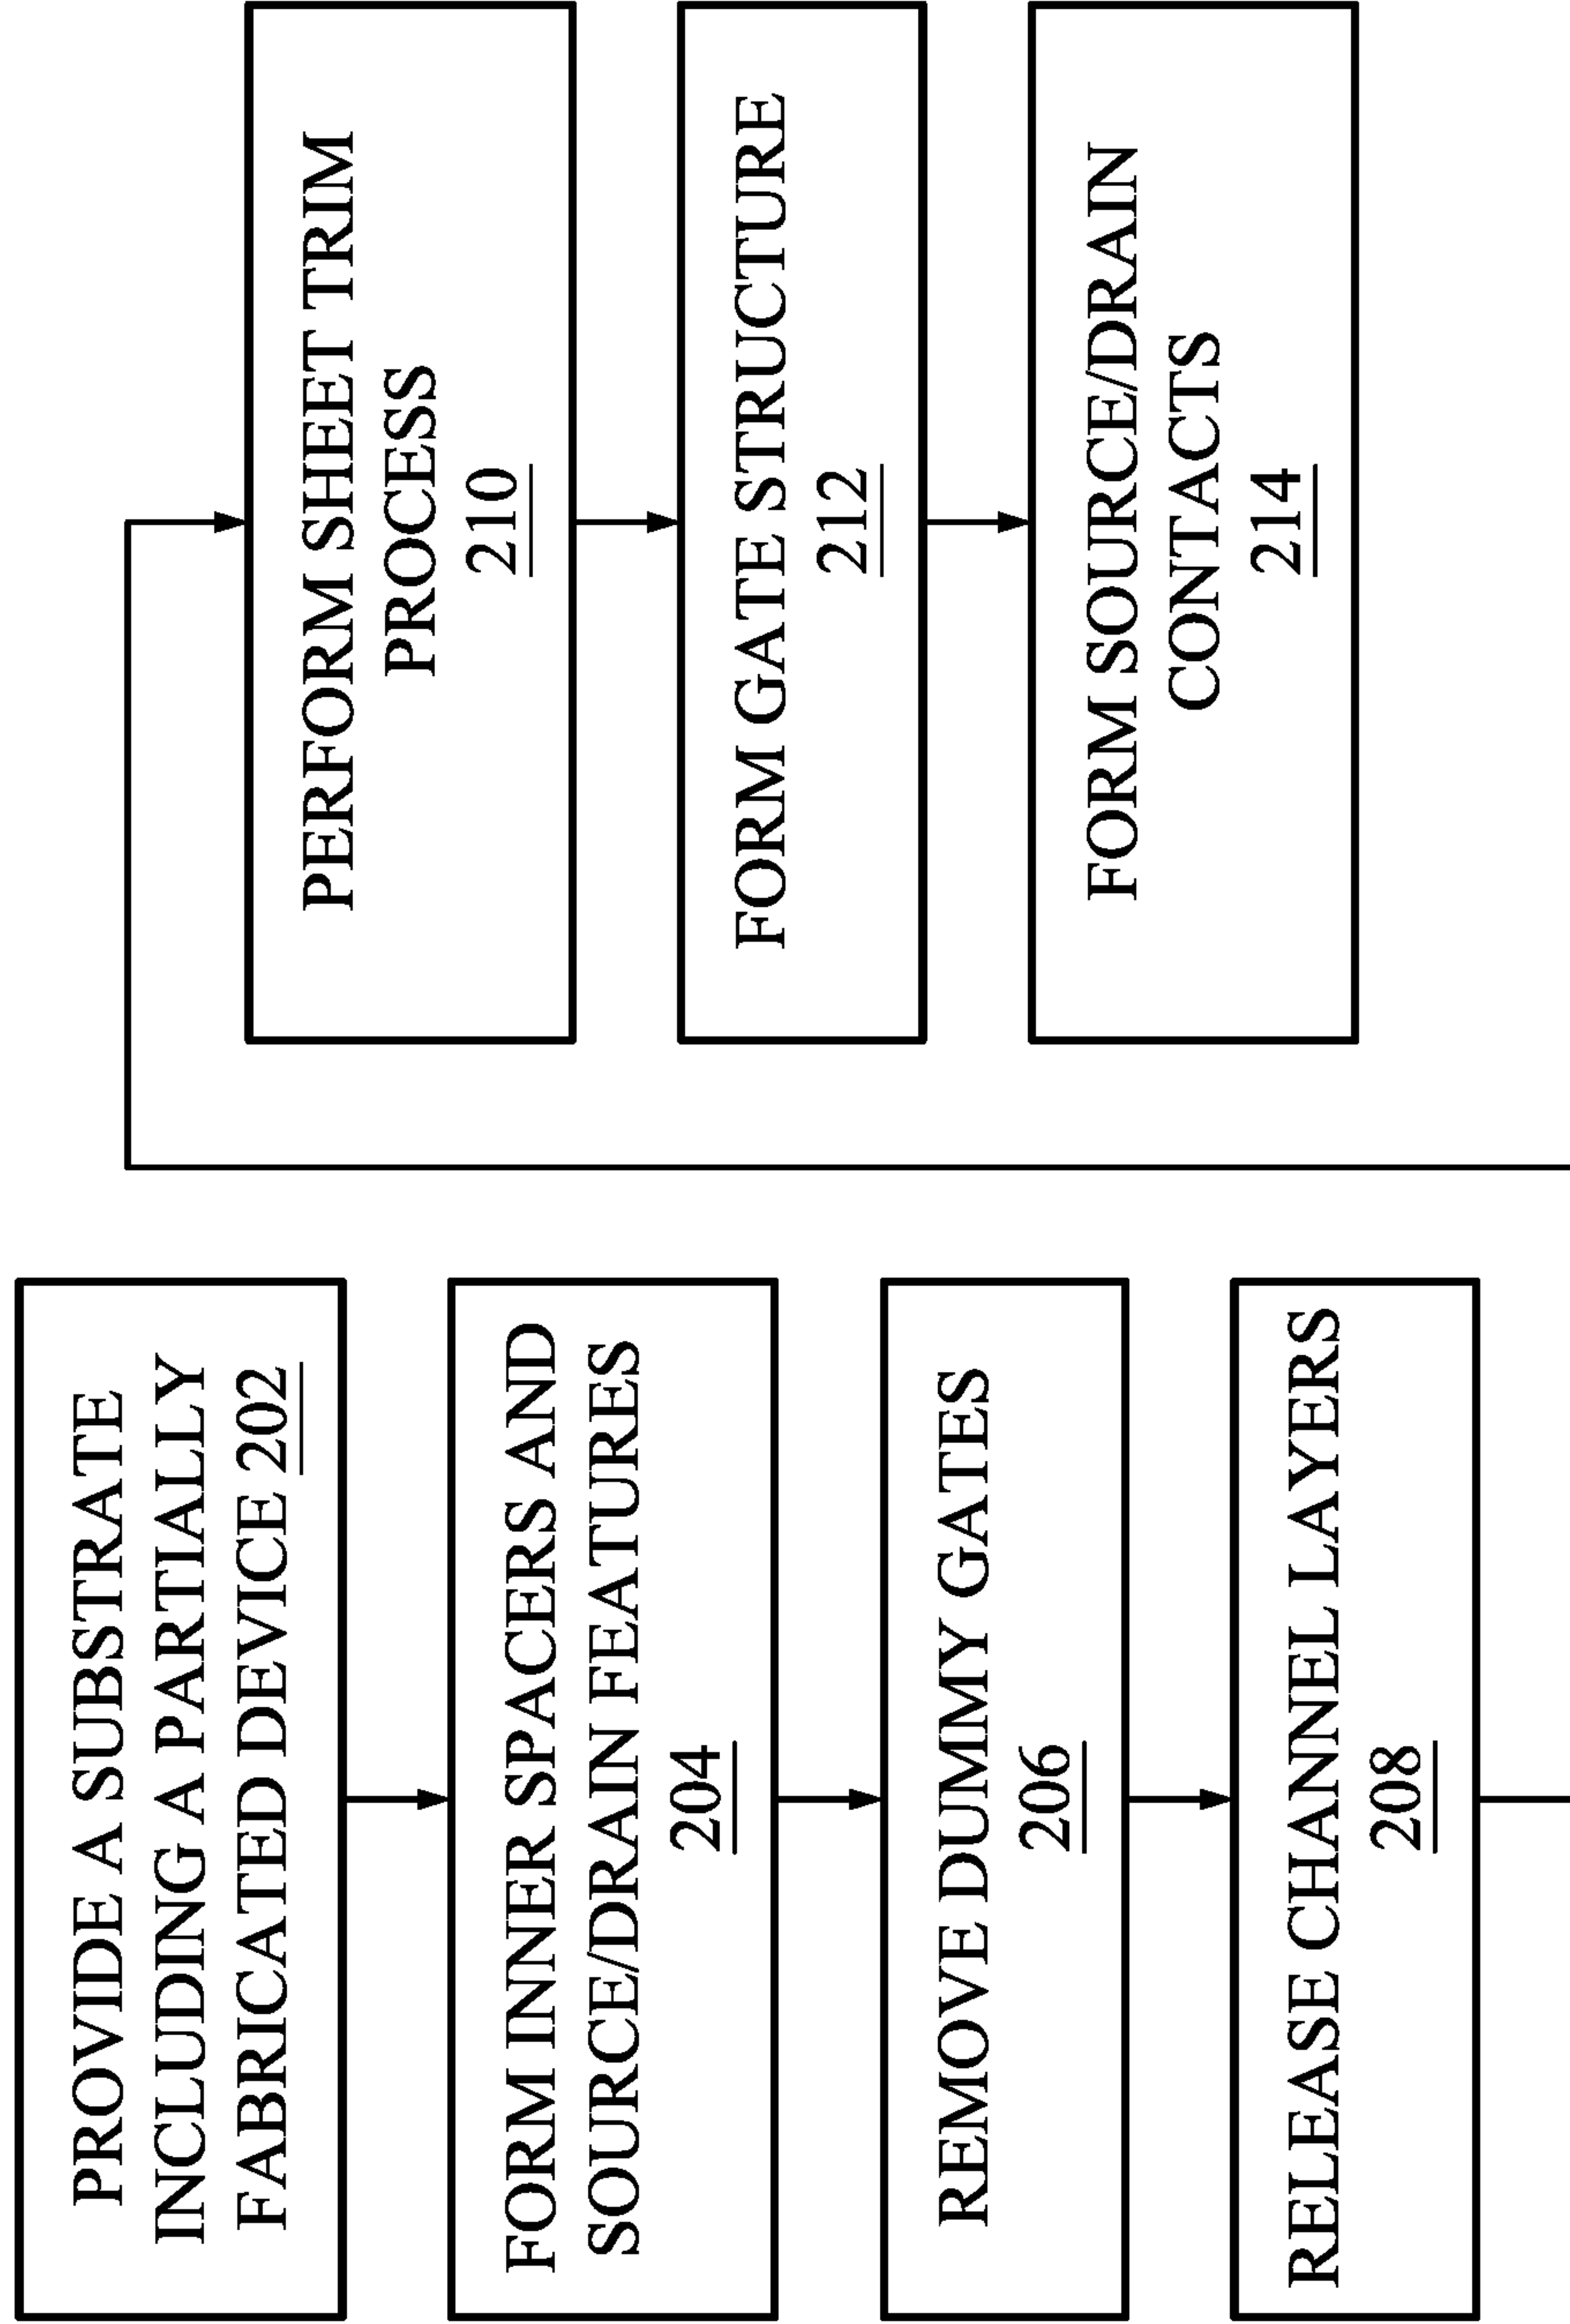 PROVIDE A SUBSTRATE
INCLUDING A PARTIALLY
FABRICATED DEVICE 202
FORM INNER SPACERS AND
SOURCE/DRAIN FEATURES
204
REMOVE DUMMY GATES
206
RELEASE CHANNEL LAYERS
208
PERFORM SHEET TRIM
PROCESS
210
FORM GATE STRUCTURE
212
FORM SOURCE/DRAIN
CONTACTS
214